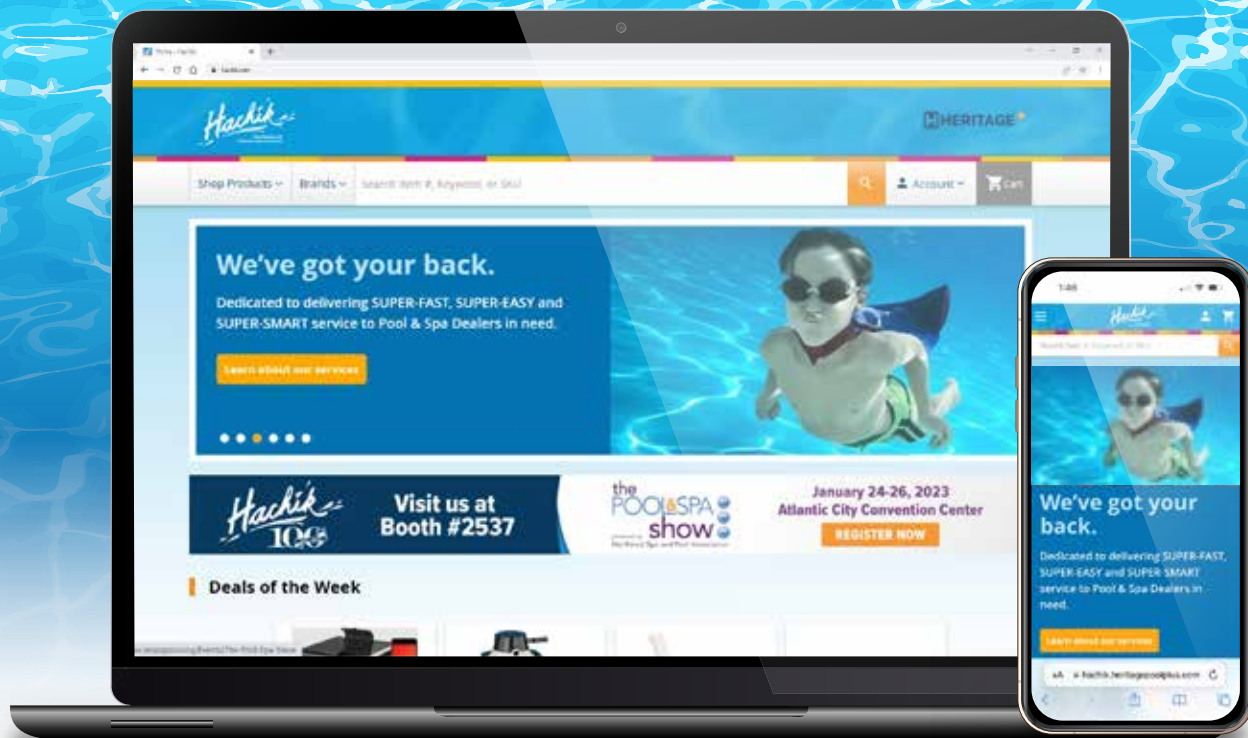 Hachik
HERITAGE
Shop Products
Brands
Search Item #, Keyword, or SKU
Account
Cart
We've got your back.
Dedicated to delivering SUPER-FAST, SUPER-EASY and
SUPER-SMART service to Pool & Spa Dealers in need.
Learn about our services
Hachik
100
Visit us at
Booth #2537
the
POOL&SPA
show
January 24-26, 2023
Atlantic City Convention Center
REGISTER NOW
Deals of the Week
1:46
Hachik
We've got your
back.
Dedicated to delivering SUPER-FAST,
SUPER-EASY and SUPER SMART
service to Pool & Spa Dealers in
need.
Learn about our services
AA hachik.heritagepoolplus.com